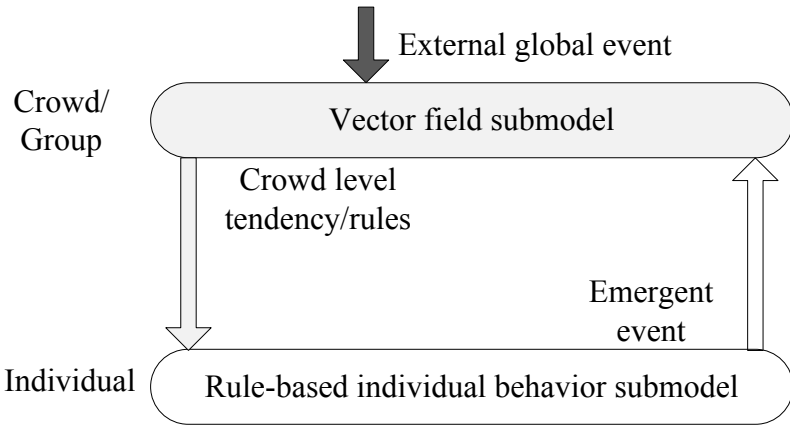 External global event
Crowd/
Group
Vector field submodel
Crowd level
tendency/rules
Emergent
event
Individual
Rule-based individual behavior submodel